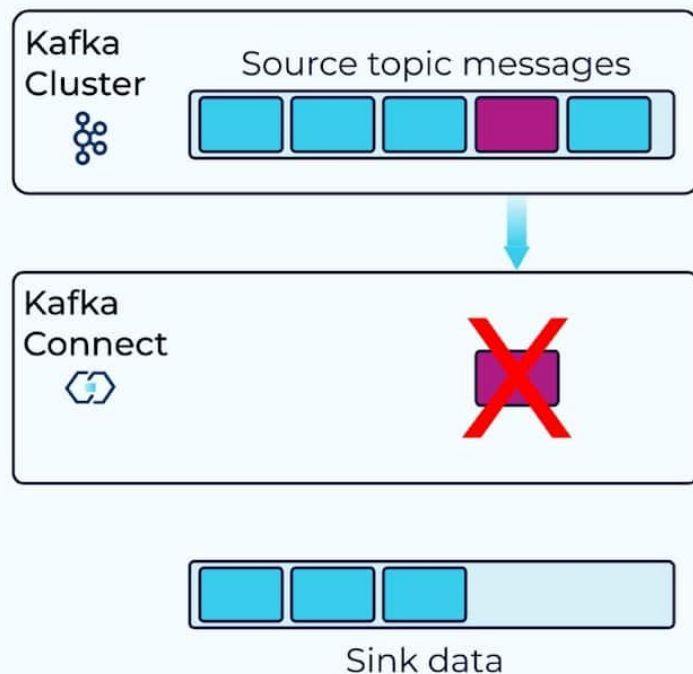 Kafka
Cluster
Source topic messages
Kafka
Connect
Sink data